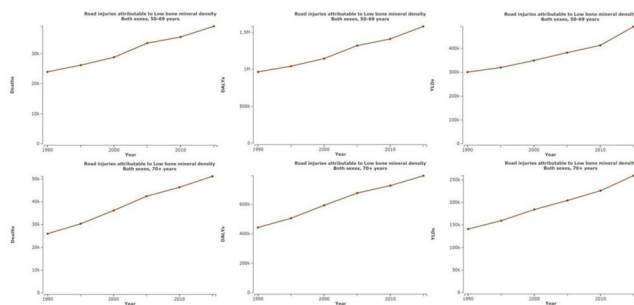 Road injuries attributable to Low bone mineral density
Both sexes, 50-69 years
30k
20k
10k
0
Deaths
1990
2000
2010
Year
Road injuries attributable to Low bone mineral density
Both sexes, 50-69 years
1.5M
1M
500k
0
DALYs
1990
2000
2010
Year
Road injuries attributable to Low bone mineral density
Both sexes, 50-69 years
400k
300k
200k
100k
0
YLDs
1990
2000
2010
Year
Road injuries attributable to Low bone mineral density
Both sexes, 70+ years
50k
40k
30k
20k
10k
0
Deaths
1990
2000
2010
Year
Road injuries attributable to Low bone mineral density
Both sexes, 70+ years
600k
400k
200k
0
DALYs
1990
2000
2010
Year
Road injuries attributable to Low bone mineral density
Both sexes, 70+ years
250k
200k
150k
100k
50k
0
YLDs
1990
2000
2010
Year